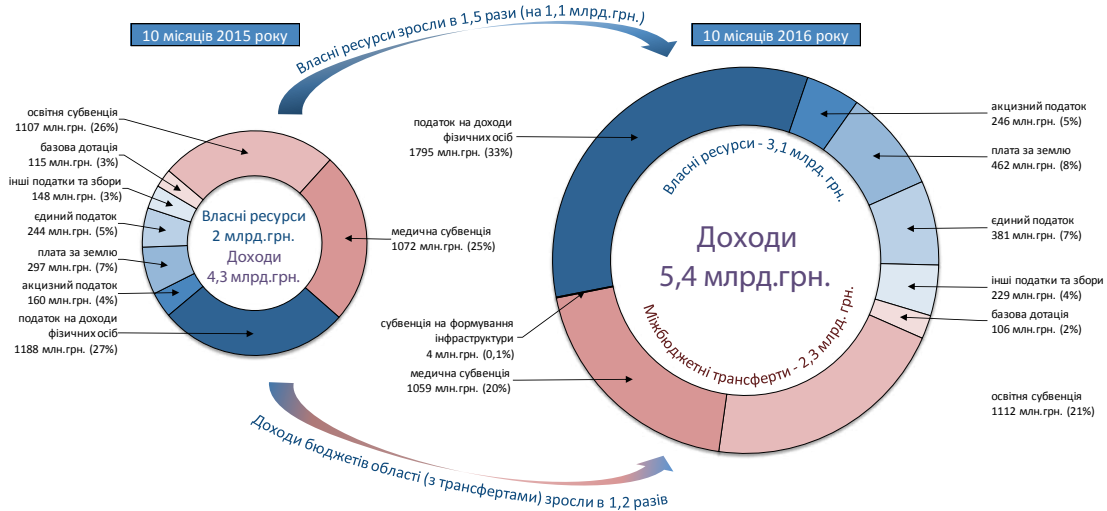 10 місяців 2015 року
Власні ресурси зросли в 1,5 рази (на 1,1 млрд.грн.)
10 місяців 2016 року
освітня субвенція
1107 млн.грн. (26%)
базова дотація
115 млн.грн. (3%)
інші податки та збори
148 млн.грн. (3%)
єдиний податок
244 млн.грн. (5%)
плата за землю
297 млн.грн. (7%)
акцизний податок
160 млн.грн. (4%)
податок на доходи
фізичних осіб
1188 млн.грн. (27%)
Власні ресурси
2 млрд.грн.
Доходи
4,3 млрд.грн.
медична субвенція
1072 млн.грн. (25%)
податок на доходи
фізичних осіб
1795 млн.грн. (33%)
субвенція на формування
інфраструктури
4 млн.грн. (0,1%)
медична субвенція
1059 млн.грн. (20%)
Власні ресурси - 3,1 млрд. грн.
Доходи
5,4 млрд.грн.
Міжбюджетні трансферти - 2,3 млрд. грн.
акцизний податок
246 млн.грн. (5%)
плата за землю
462 млн.грн. (8%)
єдиний податок
381 млн.грн. (7%)
інші податки та збори
229 млн.грн. (4%)
базова дотація
106 млн.грн. (2%)
освітня субвенція
1112 млн.грн. (21%)
Доходи бюджетів області (з трансфертами) зросли в 1,2 разів